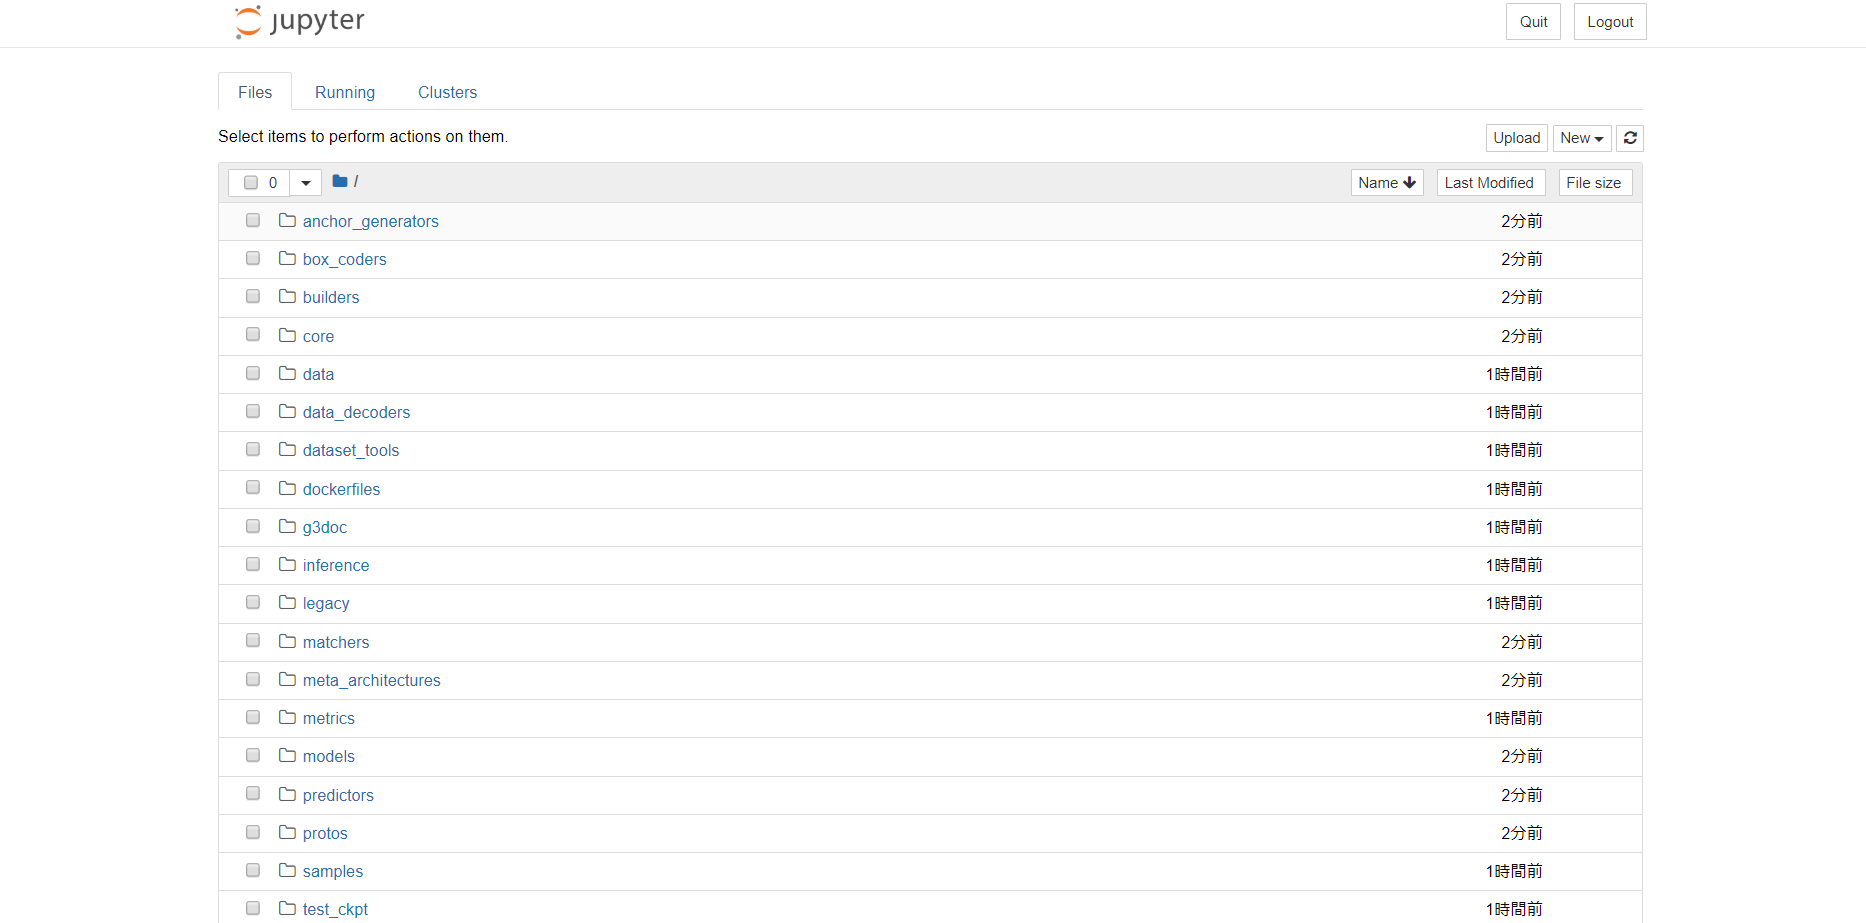 jupyter
Quit Logout
Files Running Clusters
Select items to perform actions on them.
Upload New
0 / Name Last Modified File size
anchor_generators 2分前
box_coders 2分前
builders 2分前
core 2分前
data 1時間前
data_decoders 1時間前
dataset_tools 1時間前
dockerfiles 1時間前
g3doc 1時間前
inference 1時間前
legacy 1時間前
matchers 2分前
meta_architectures 2分前
metrics 1時間前
models 2分前
predictors 2分前
protos 2分前
samples 1時間前
test_ckpt 1時間前